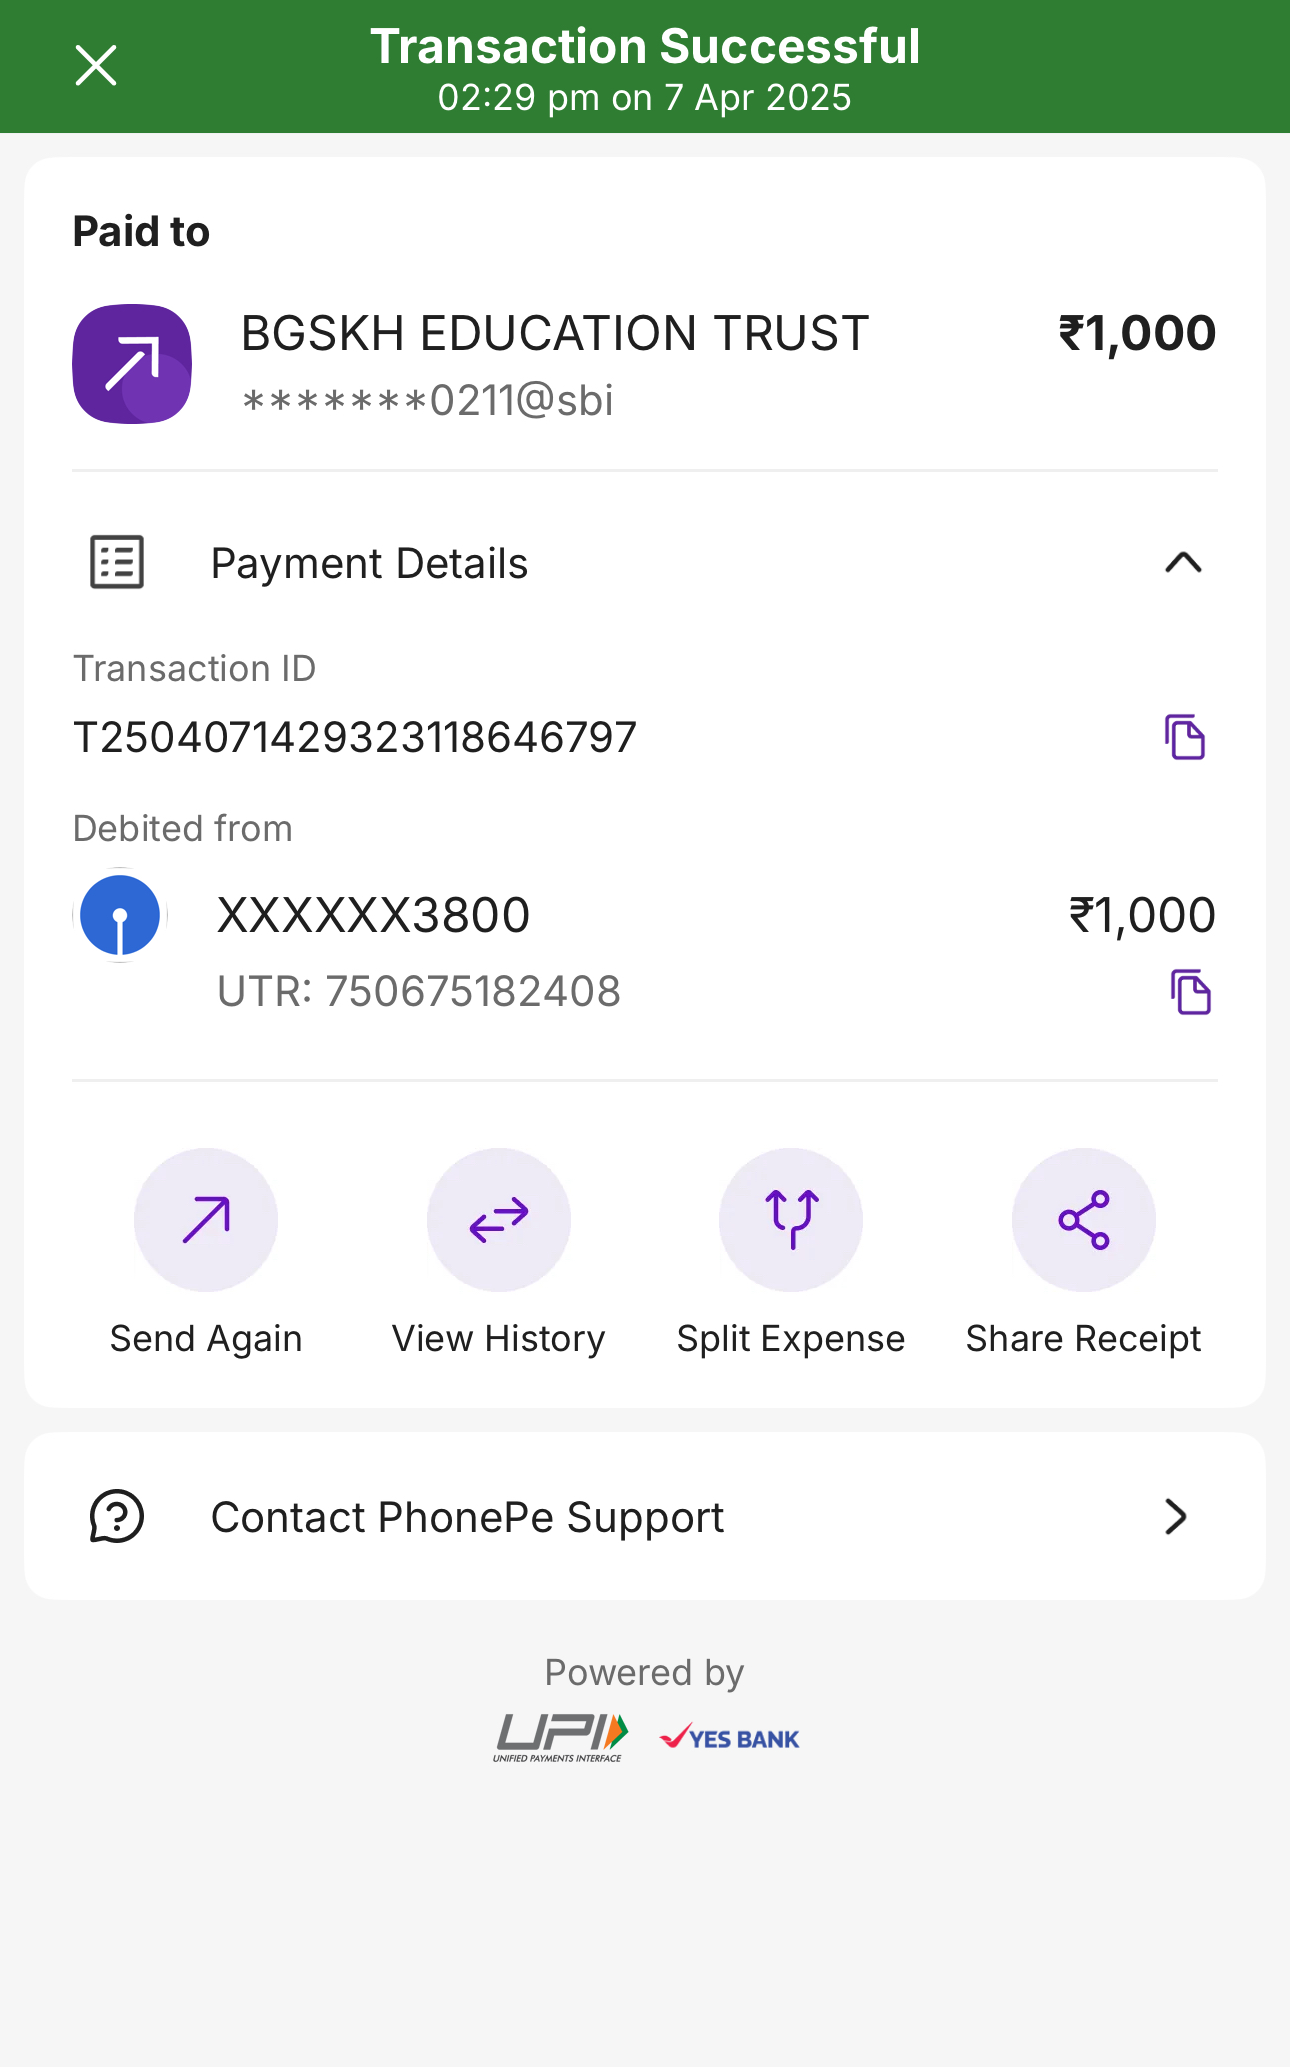 Transaction Successful
02:29 pm on 7 Apr 2025
Paid to
BGSKH EDUCATION TRUST ₹1,000
*******0211@sbi
Payment Details
Transaction ID
T2504071429323118646797
Debited from
XXXXXX3800 ₹1,000
UTR: 750675182408
Send Again View History Split Expense Share Receipt
Contact PhonePe Support
Powered by
UPI YES BANK
UNIFIED PAYMENTS INTERFACE